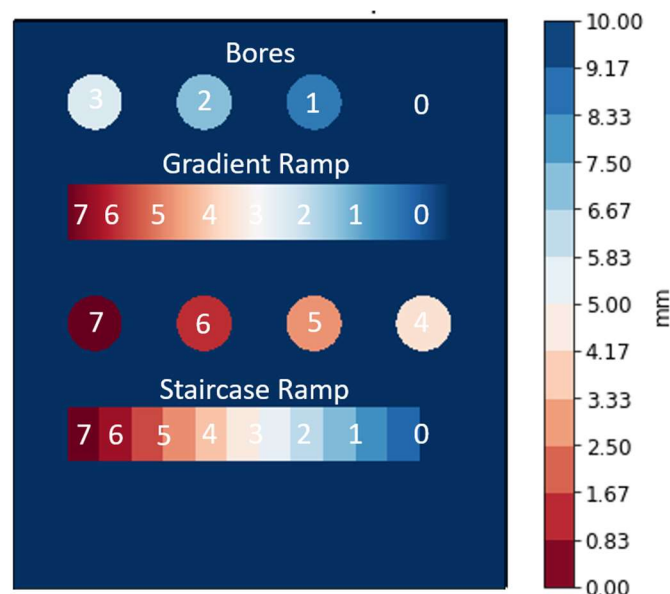 Bores
3 2 1 0
Gradient Ramp
7 6 5 4 3 2 1 0
7 6 5 4
Staircase Ramp
7 6 5 4 3 2 1 0
10.00
9.17
8.33
7.50
6.67
5.83
5.00
4.17
3.33
2.50
1.67
0.83
0.00
mm